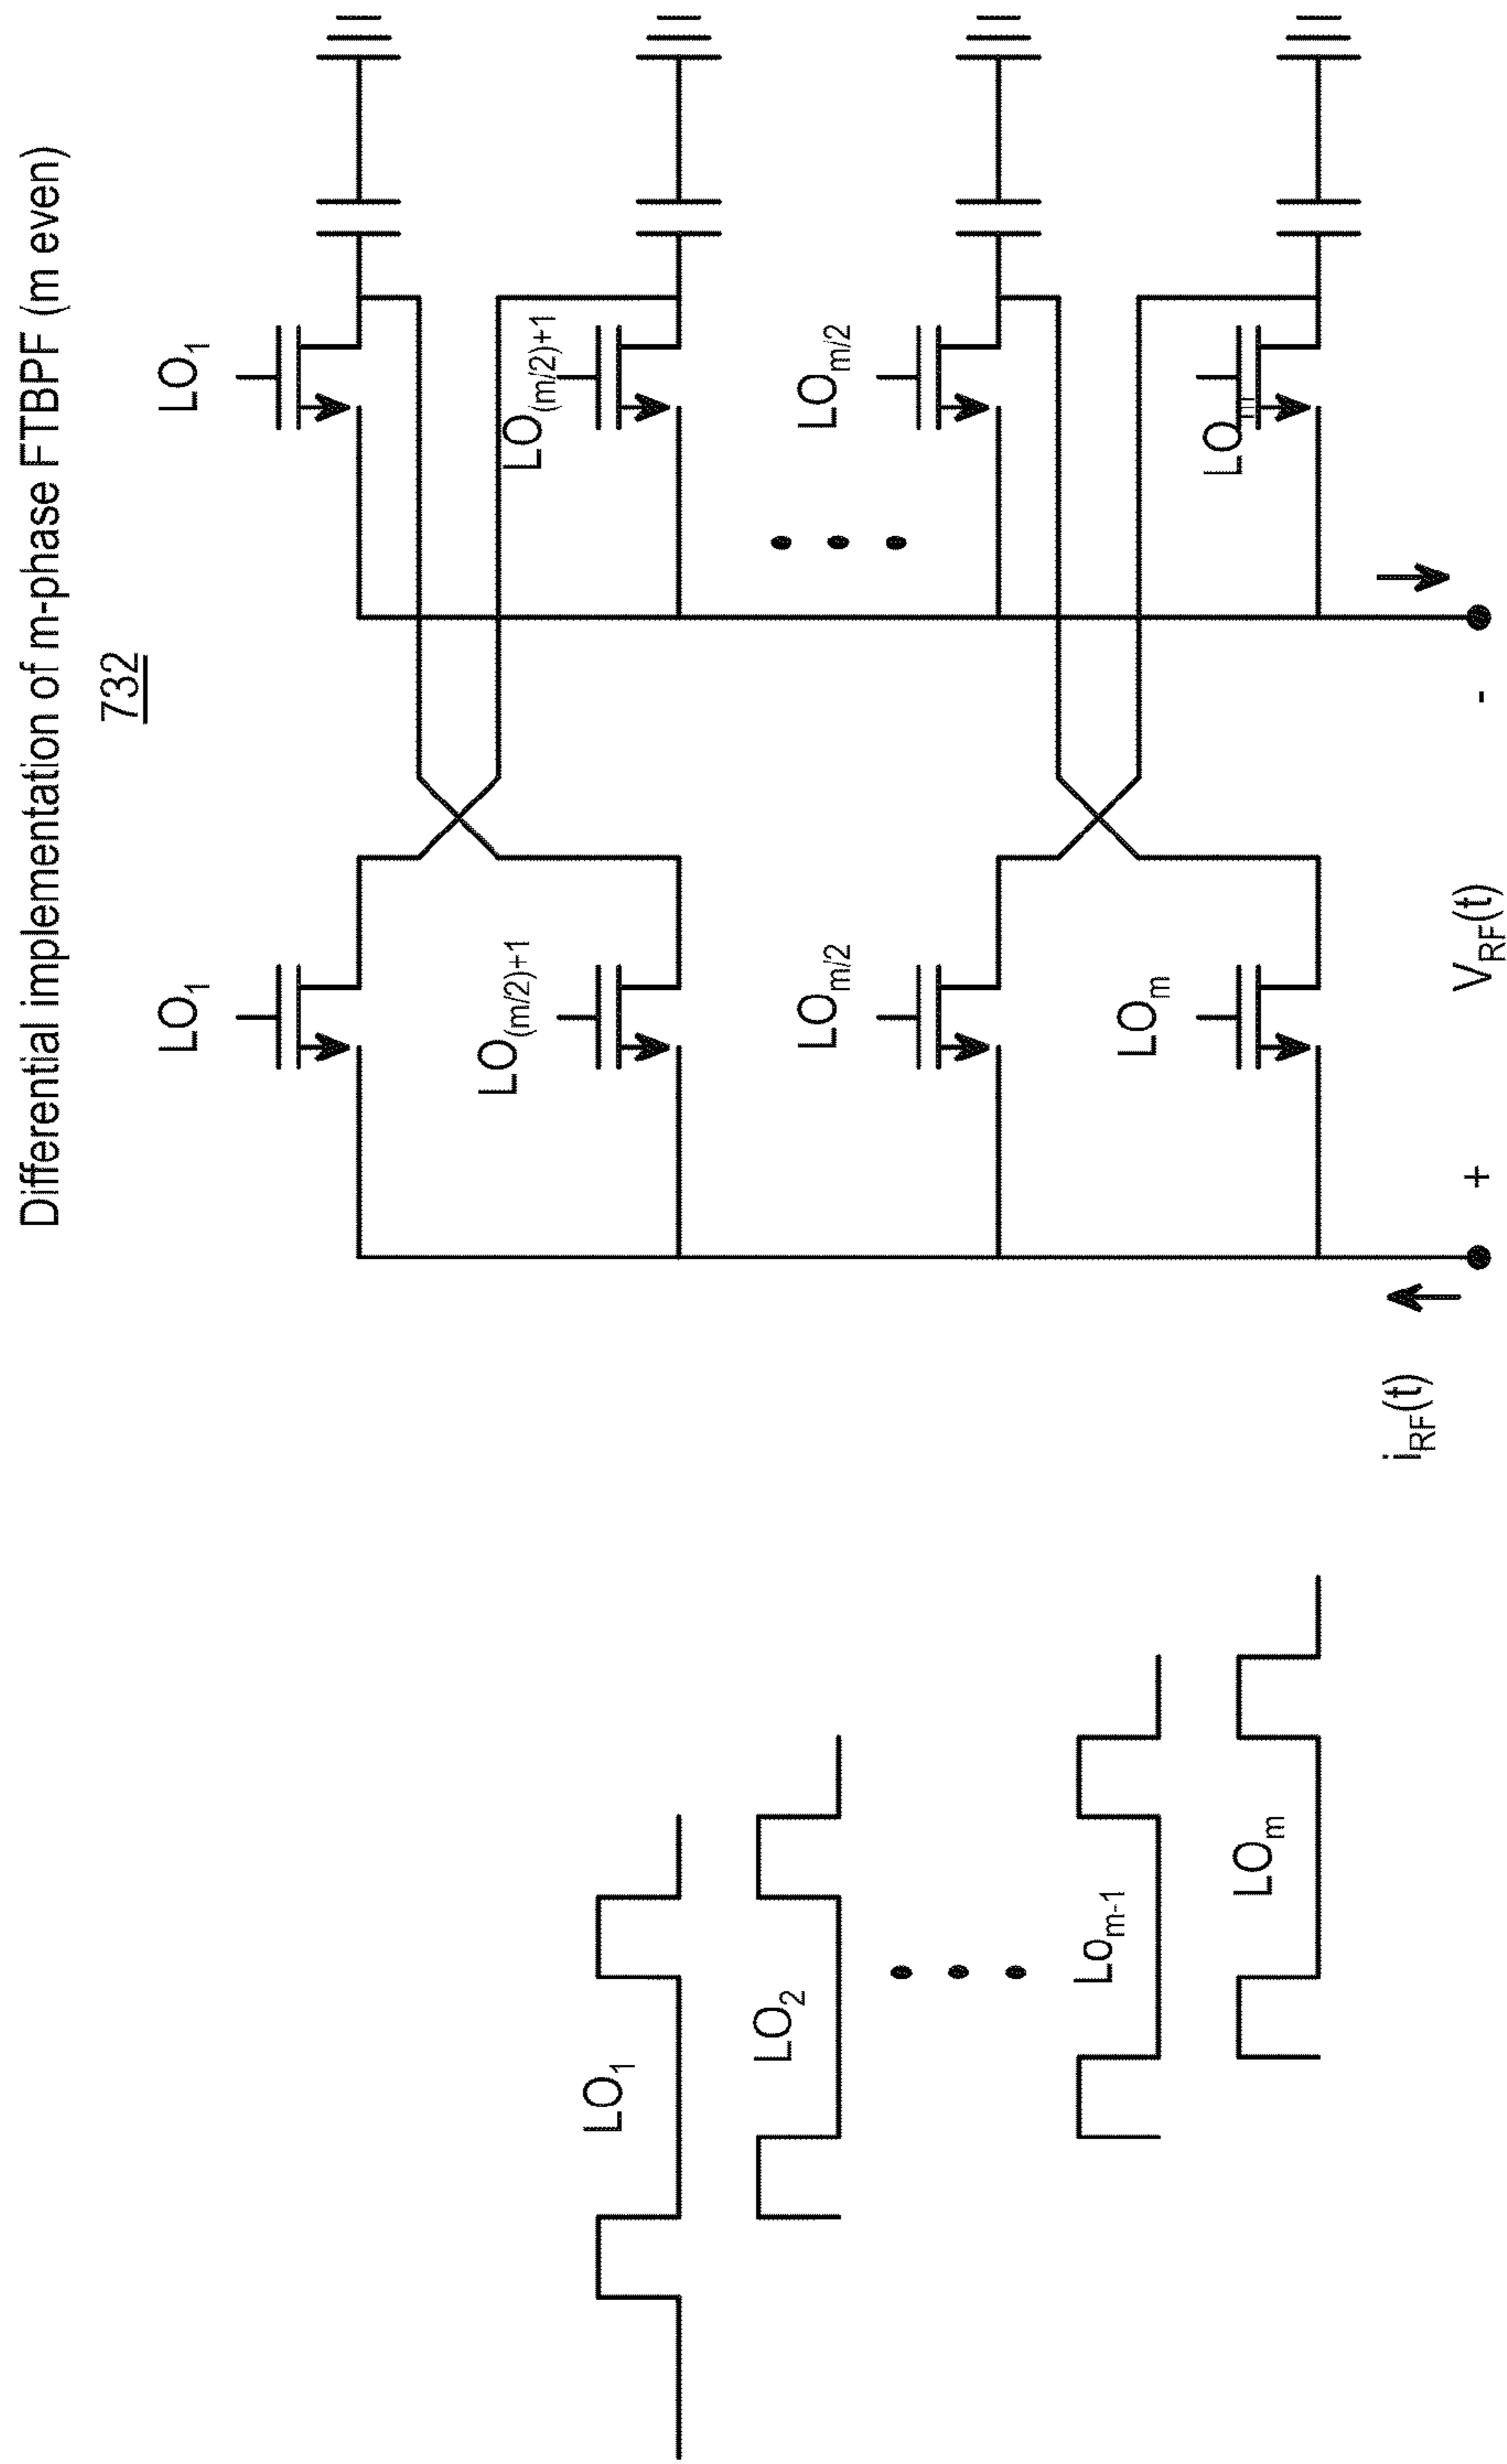 Differential implementation of m-phase FTBPF (m even)
732
LO1
LO1
LO(m/2)+1
LO(m/2)+1
LOm/2
LOm/2
LOm
LO
iRF(t)
+
VRF(t)
-
LO1
LO2
Lom-1
LOm